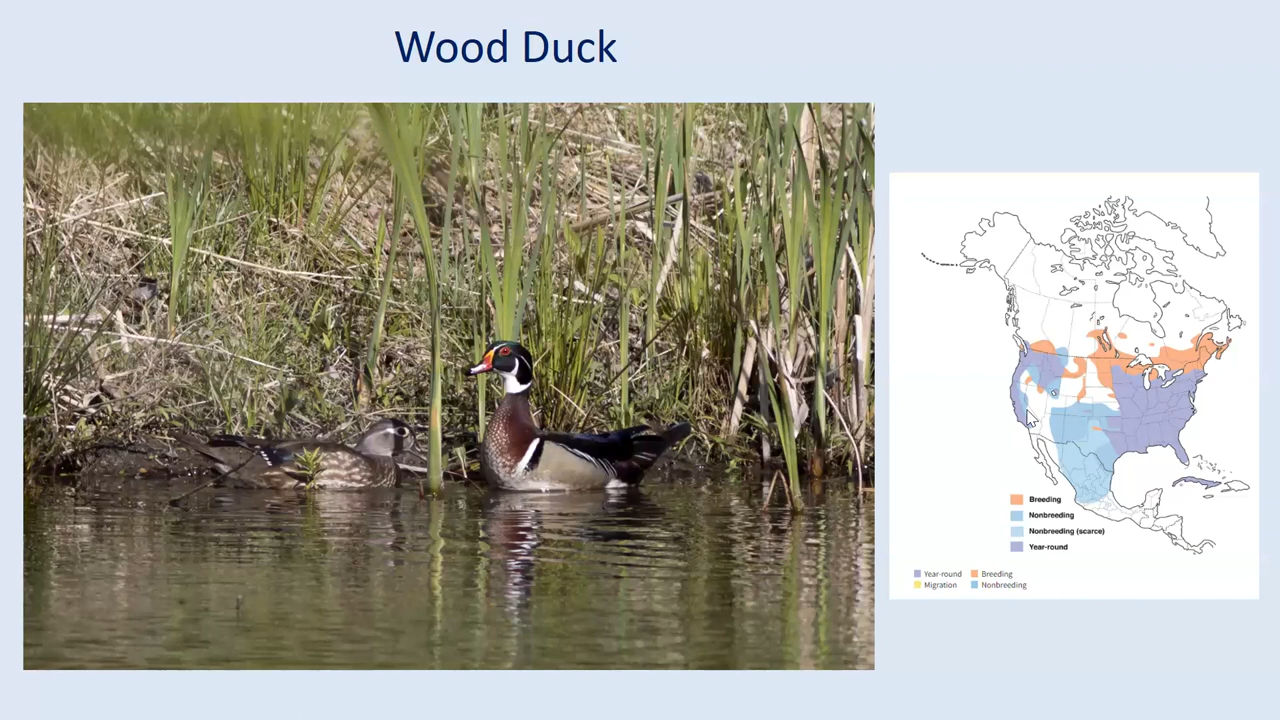 Wood Duck
Breeding
Nonbreeding
Nonbreeding (scarce)
Year-round
Year-round Breeding
Migration Nonbreeding